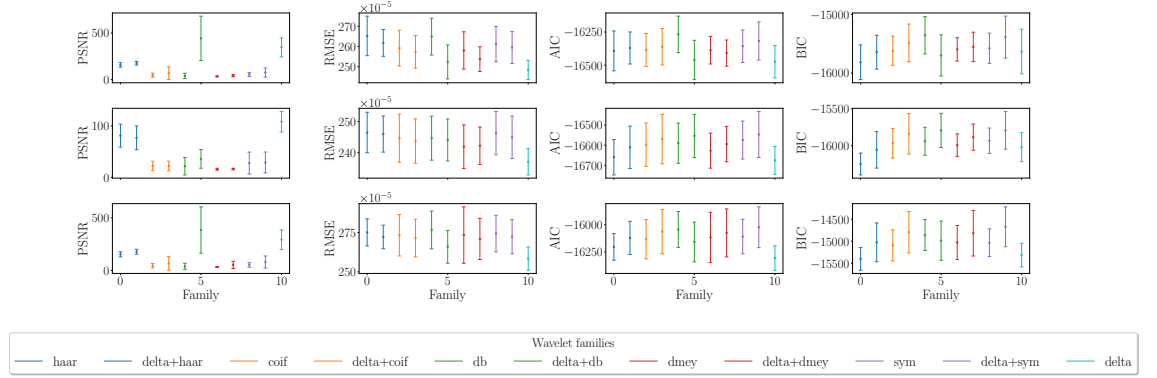 ×10⁻⁵
PSNR 500 0
RMSE 270 260 250
AIC −16250 −16500
BIC −15000 −16000
×10⁻⁵
PSNR 100 0
RMSE 250 240
AIC −16500 −16600 −16700
BIC −15500 −16000
×10⁻⁵
PSNR 500 0
RMSE 275 250
AIC −16000 −16250
BIC −14500 −15000 −15500
0 5 10 0 5 10 0 5 10 0 5 10
Family Family Family Family
Wavelet families
haar delta+haar coif delta+coif db delta+db dmey delta+dmey sym delta+sym delta